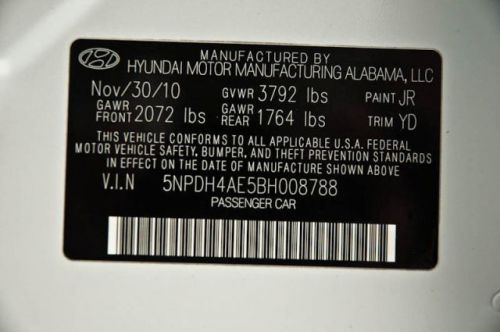 MANUFACTURED BY
HYUNDAI MOTOR MANUFACTURING ALABAMA, LLC
Nov/30/10 GVWR 3792 lbs PAINT JR
GAWR FRONT 2072 lbs GAWR REAR 1764 lbs TRIM YD
THIS VEHICLE CONFORMS TO ALL APPLICABLE U.S.A. FEDERAL
MOTOR VEHICLE SAFETY, BUMPER, AND THEFT PREVENTION STANDARDS
IN EFFECT ON THE DATE OF MANUFACTURE SHOWN ABOVE
V.I.N 5NPDH4AE5BH008788
PASSENGER CAR